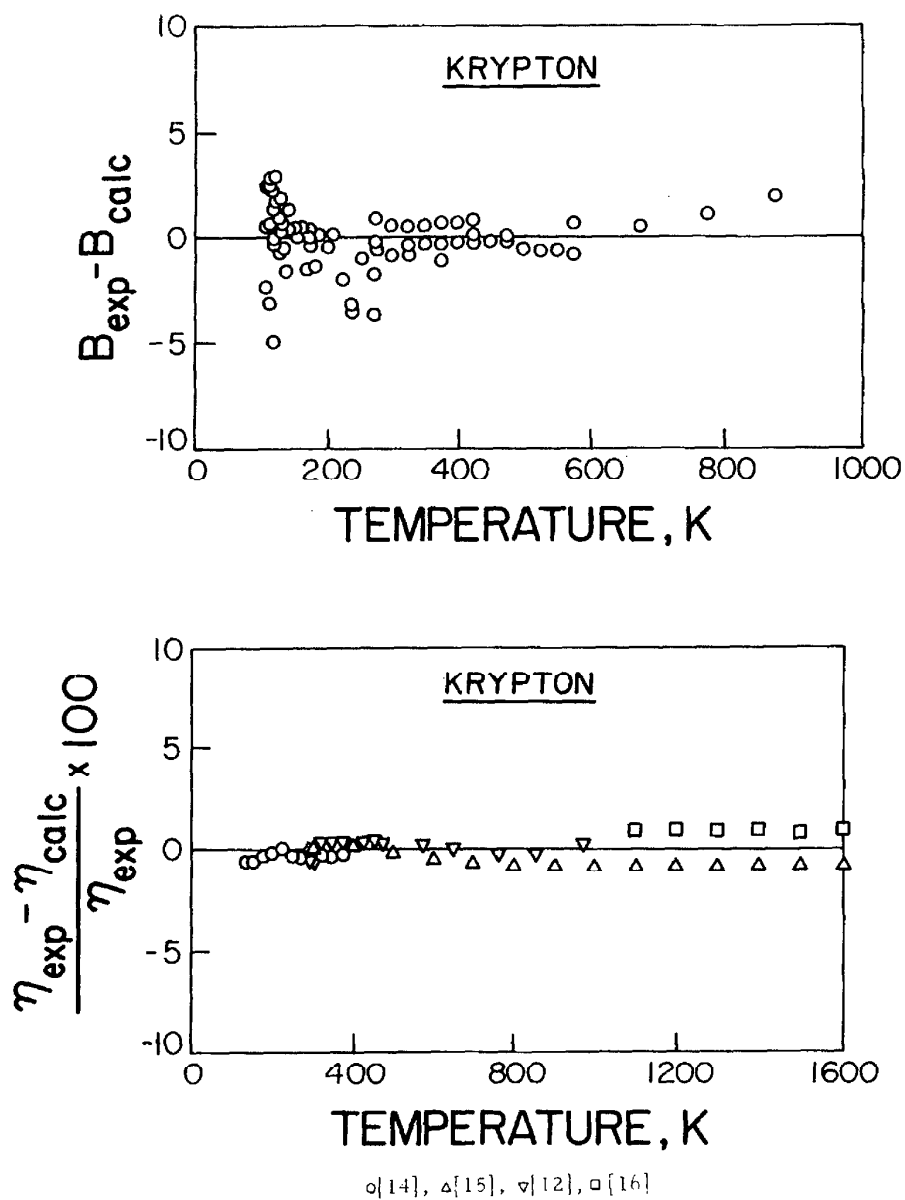 10
KRYPTON
5
0
-5
-10
B_exp - B_calc
0 200 400 600 800 1000
TEMPERATURE, K
10
KRYPTON
5
0
-5
-10
η_exp - η_calc
η_exp
x 100
0 400 800 1200 1600
TEMPERATURE, K
○[14], △[15], ▽[12], □[16]